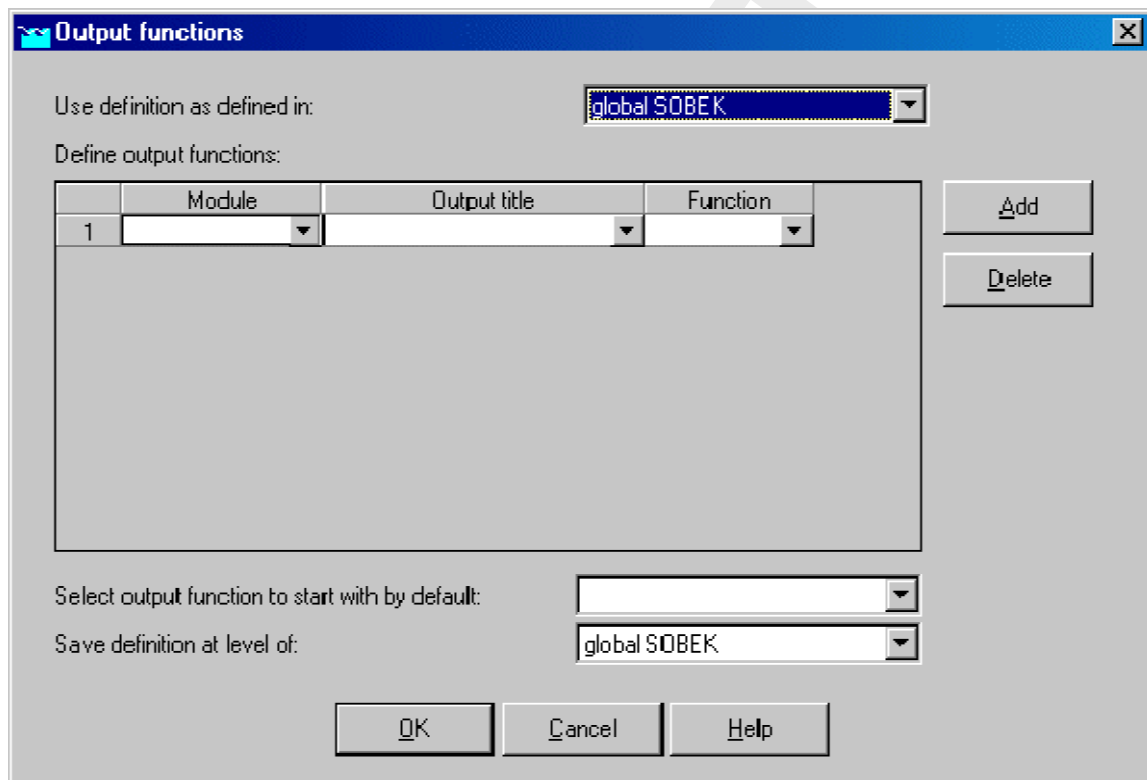 Output functions
Use definition as defined in: global SOBEK
Define output functions:
Module Output title Function
Add
1
Delete
Select output function to start with by default:
Save definition at level of: global SOBEK
OK Cancel Help